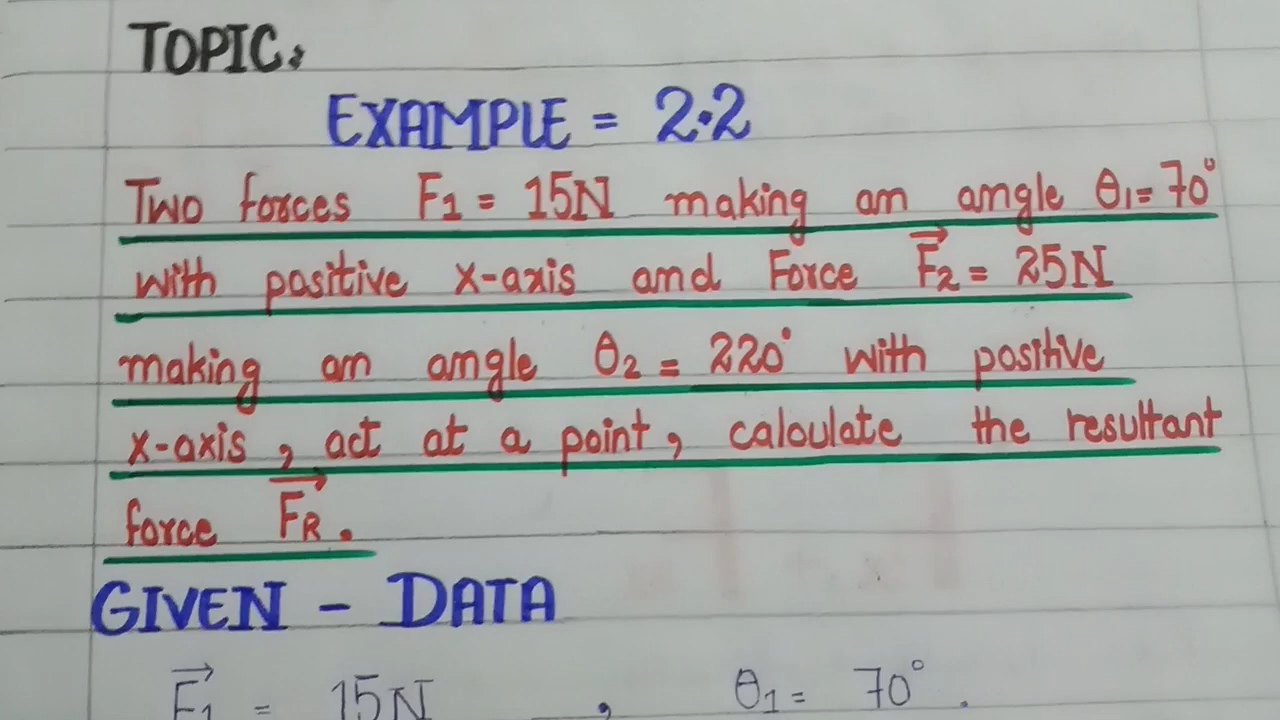 TOPIC:
EXAMPLE = 2.2
Two forces F1 = 15N making an angle θ1 = 70°
with positive x-axis and Force F2 = 25N
making an angle θ2 = 220° with positive
x-axis, act at a point, calculate the resultant
force FR.
GIVEN - DATA
F1 = 15N , θ1 = 70°.